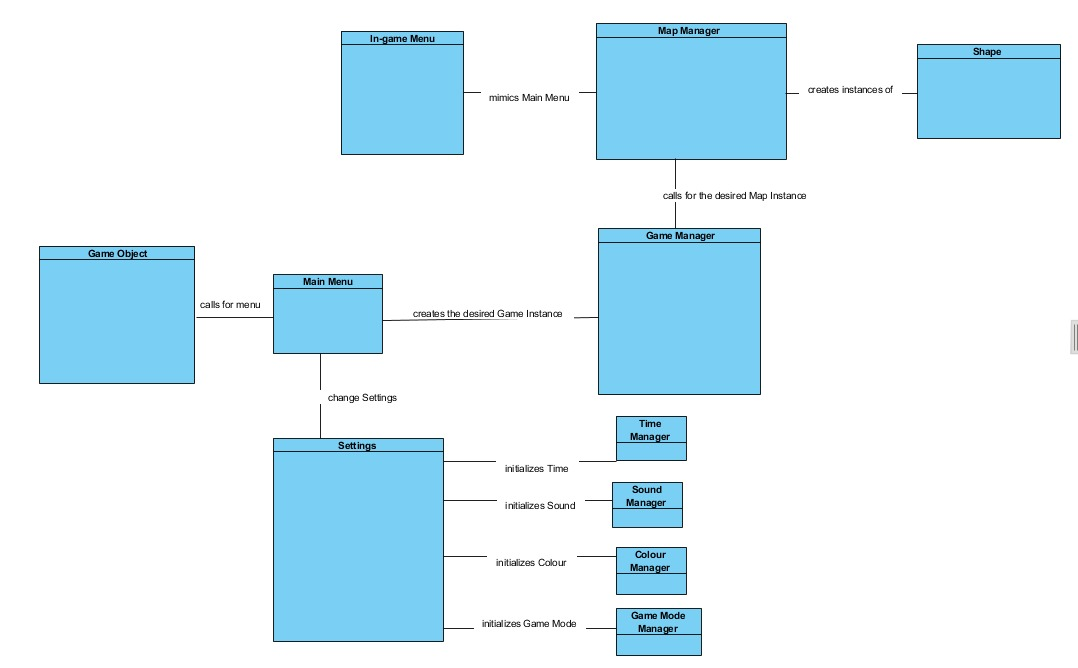 In-game Menu
Map Manager
Shape
mimics Main Menu
creates instances of
calls for the desired Map Instance
Game Manager
Game Object
Main Menu
calls for menu
creates the desired Game Instance
change Settings
Settings
Time
Manager
initializes Time
Sound
Manager
initializes Sound
Colour
Manager
initializes Colour
Game Mode
Manager
initializes Game Mode